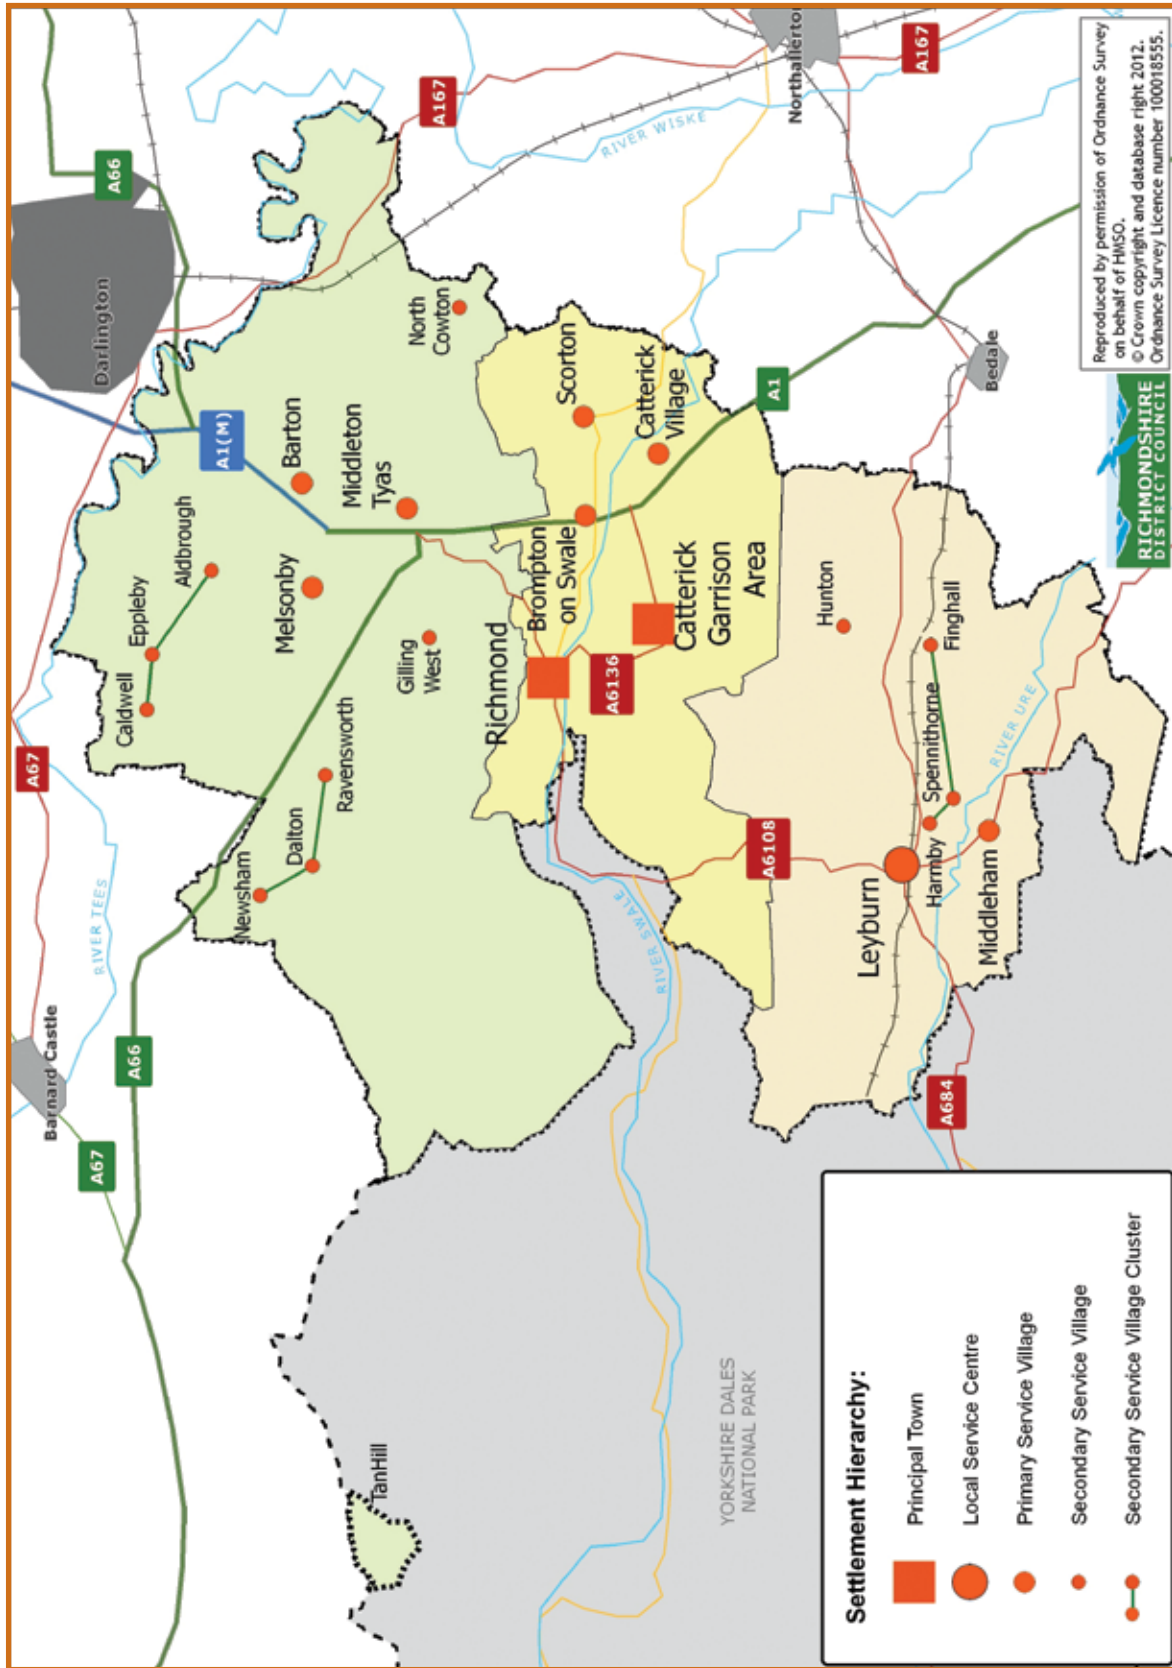 Barnard Castle
A67
A66
RIVER TEES
A67
Darlington
A66
A1(M)
A167
Caldwell
Eppleby
Aldbrough
Newsham
Dalton
Ravensworth
Melsonby
Barton
Middleton
Tyas
Gilling
West
North
Cowton
TanHill
Richmond
Brompton
on Swale
Scorton
Catterick
Village
A6136
Catterick
Garrison
Area
A1
RIVER WISKE
Northallerton
A167
RIVER SWALE
YORKSHIRE DALES
NATIONAL PARK
A6108
Leyburn
Hunton
Harmby
Spennithorne
Finghall
Middleham
RIVER URE
A684
Bedale
Settlement Hierarchy:
Principal Town
Local Service Centre
Primary Service Village
Secondary Service Village
Secondary Service Village Cluster
RICHMONDSHIRE
DISTRICT COUNCIL
Reproduced by permission of Ordnance Survey
on behalf of HMSO.
© Crown copyright and database right 2012.
Ordnance Survey Licence number 100018555.